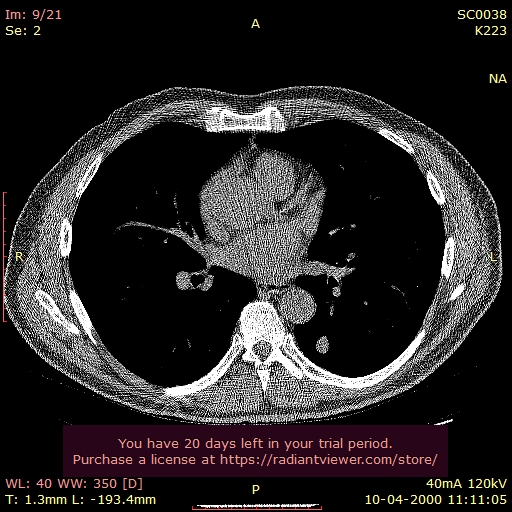 Im: 9/21
Se: 2
A
SC0038
K223
NA
R
L
You have 20 days left in your trial period.
Purchase a license at https://radiantviewer.com/store/
WL: 40 WW: 350 [D]
T: 1.3mm L: -193.4mm
P
40mA 120kV
10-04-2000 11:11:05